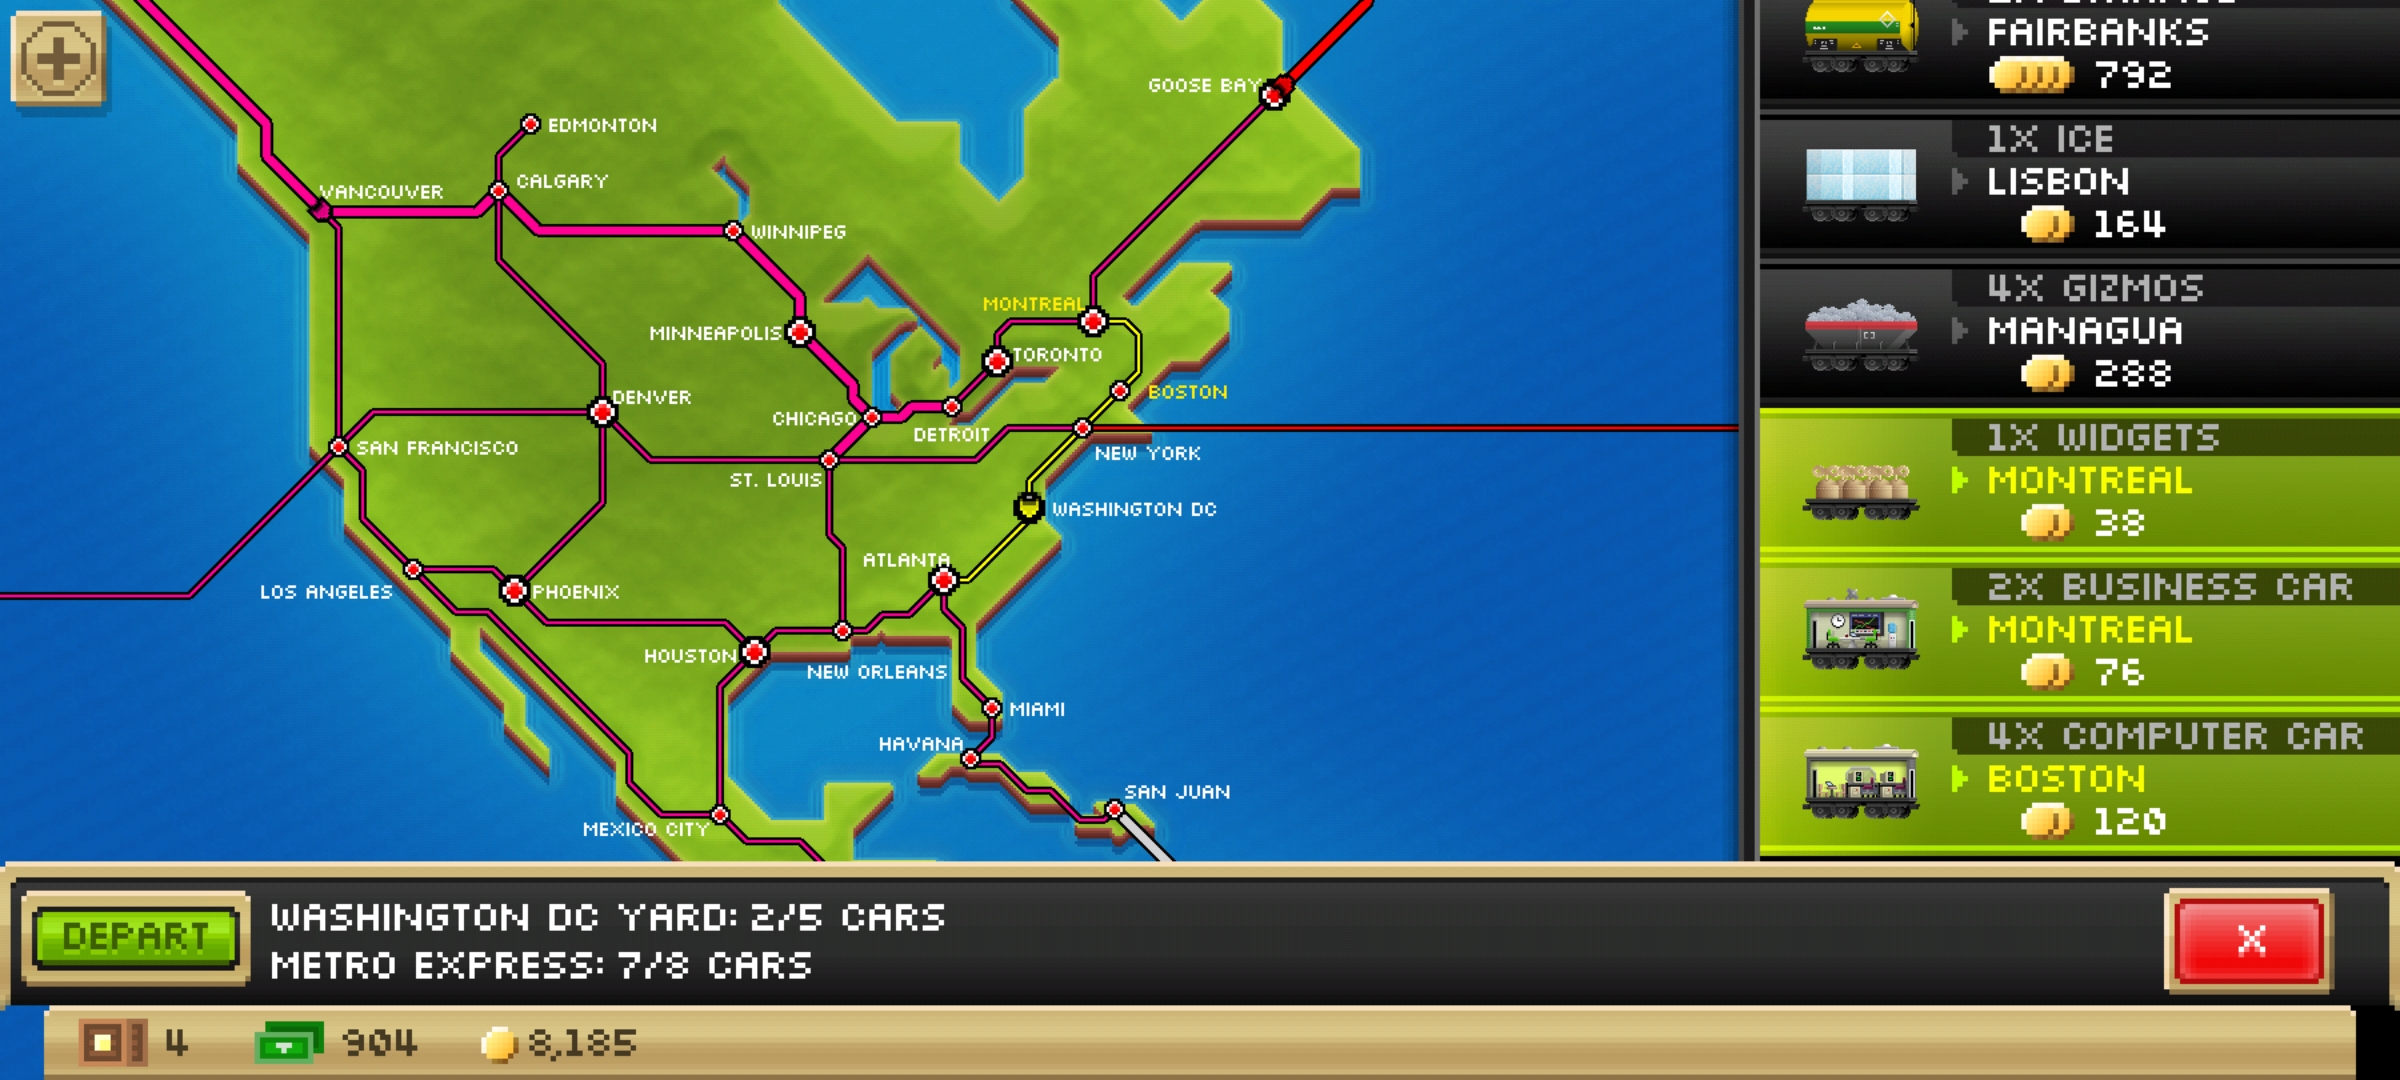 EDMONTON
CALGARY
VANCOUVER
WINNIPEG
GOOSE BAY
MONTREAL
MINNEAPOLIS
TORONTO
DENVER
BOSTON
CHICAGO
DETROIT
SAN FRANCISCO
NEW YORK
ST. LOUIS
WASHINGTON DC
ATLANTA
LOS ANGELES
PHOENIX
HOUSTON
NEW ORLEANS
MIAMI
HAVANA
SAN JUAN
MEXICO CITY
FAIRBANKS
792
1X ICE
LISBON
164
4X GIZMOS
MANAGUA
288
1X WIDGETS
MONTREAL
38
2X BUSINESS CAR
MONTREAL
76
4X COMPUTER CAR
BOSTON
120
DEPART
WASHINGTON DC YARD: 2/5 CARS
METRO EXPRESS: 7/8 CARS
X
4
904
8,185